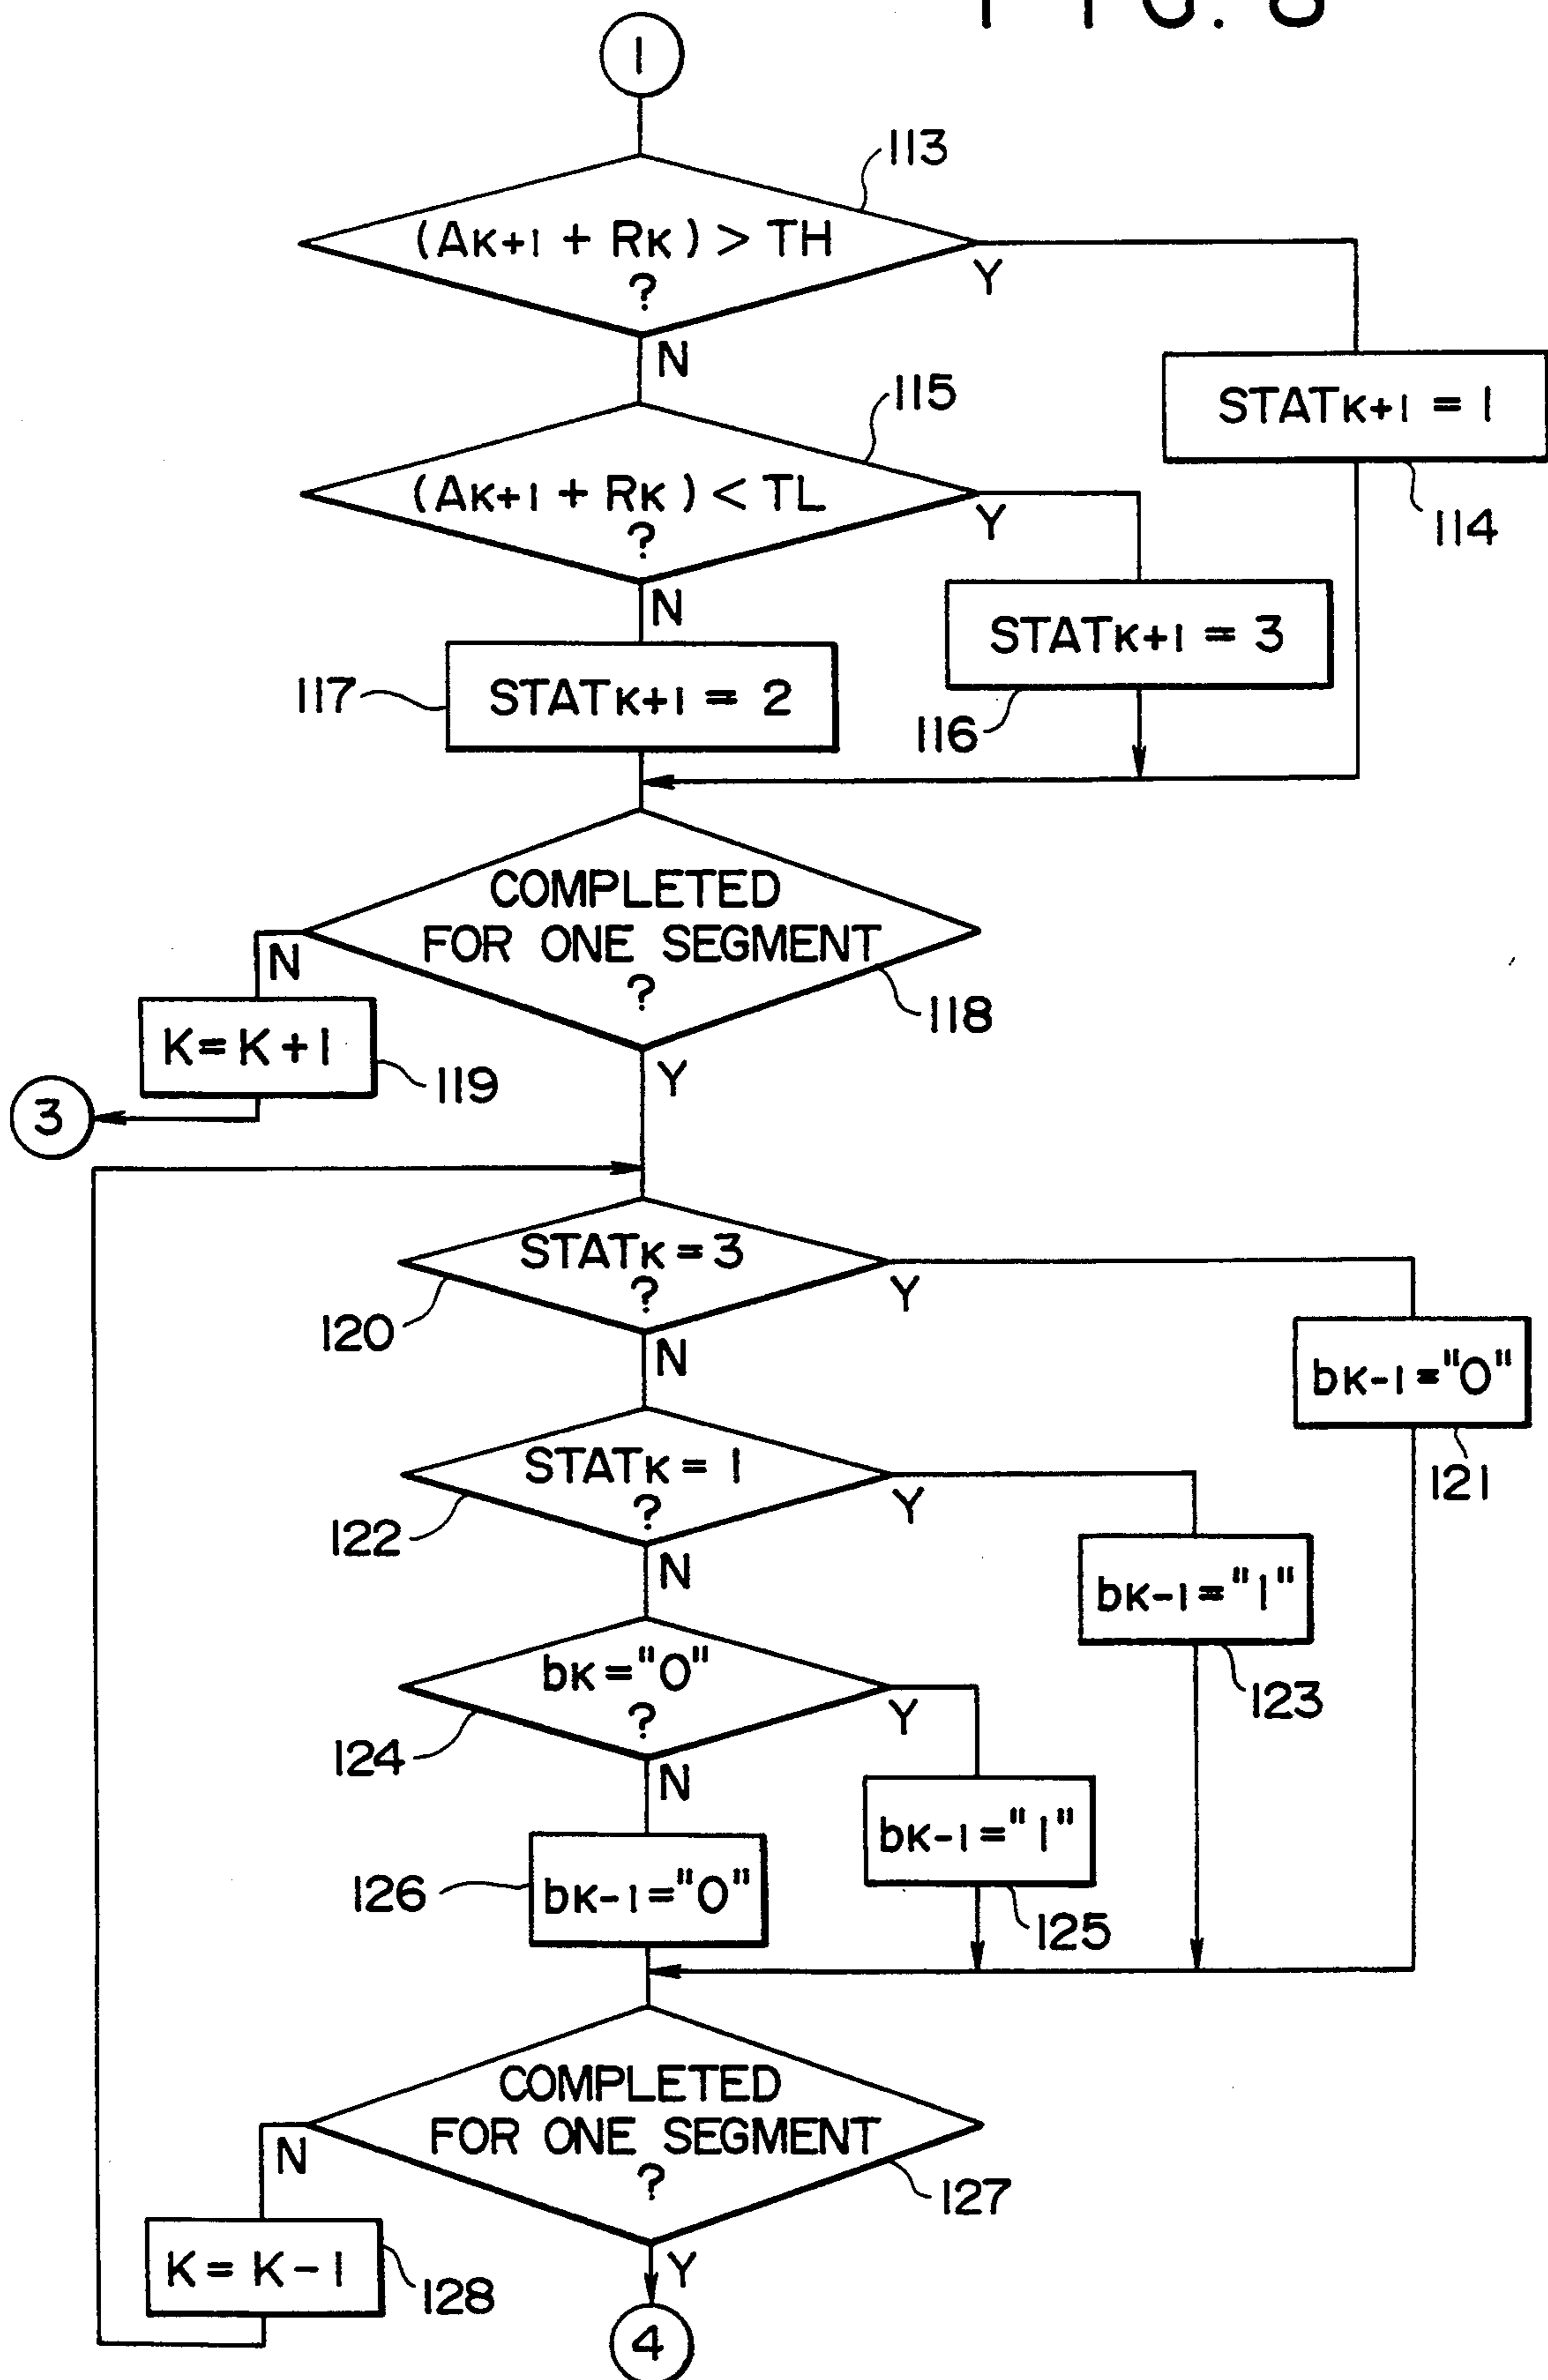 FIG. 8
1
113
(AK+1 + RK) > TH
?
Y
N
STATK+1 = 1
114
115
(AK+1 + RK) < TL
?
Y
N
STATK+1 = 3
116
117
STATK+1 = 2
COMPLETED
FOR ONE SEGMENT
?
118
N
K=K+1
119
3
Y
STATK = 3
?
120
Y
N
bK-1="0"
121
STATK = 1
?
122
Y
N
bK-1="1"
123
bK="0"
?
124
Y
N
bK-1="1"
125
126
bK-1="0"
COMPLETED
FOR ONE SEGMENT
?
127
N
K= K-1
128
Y
4